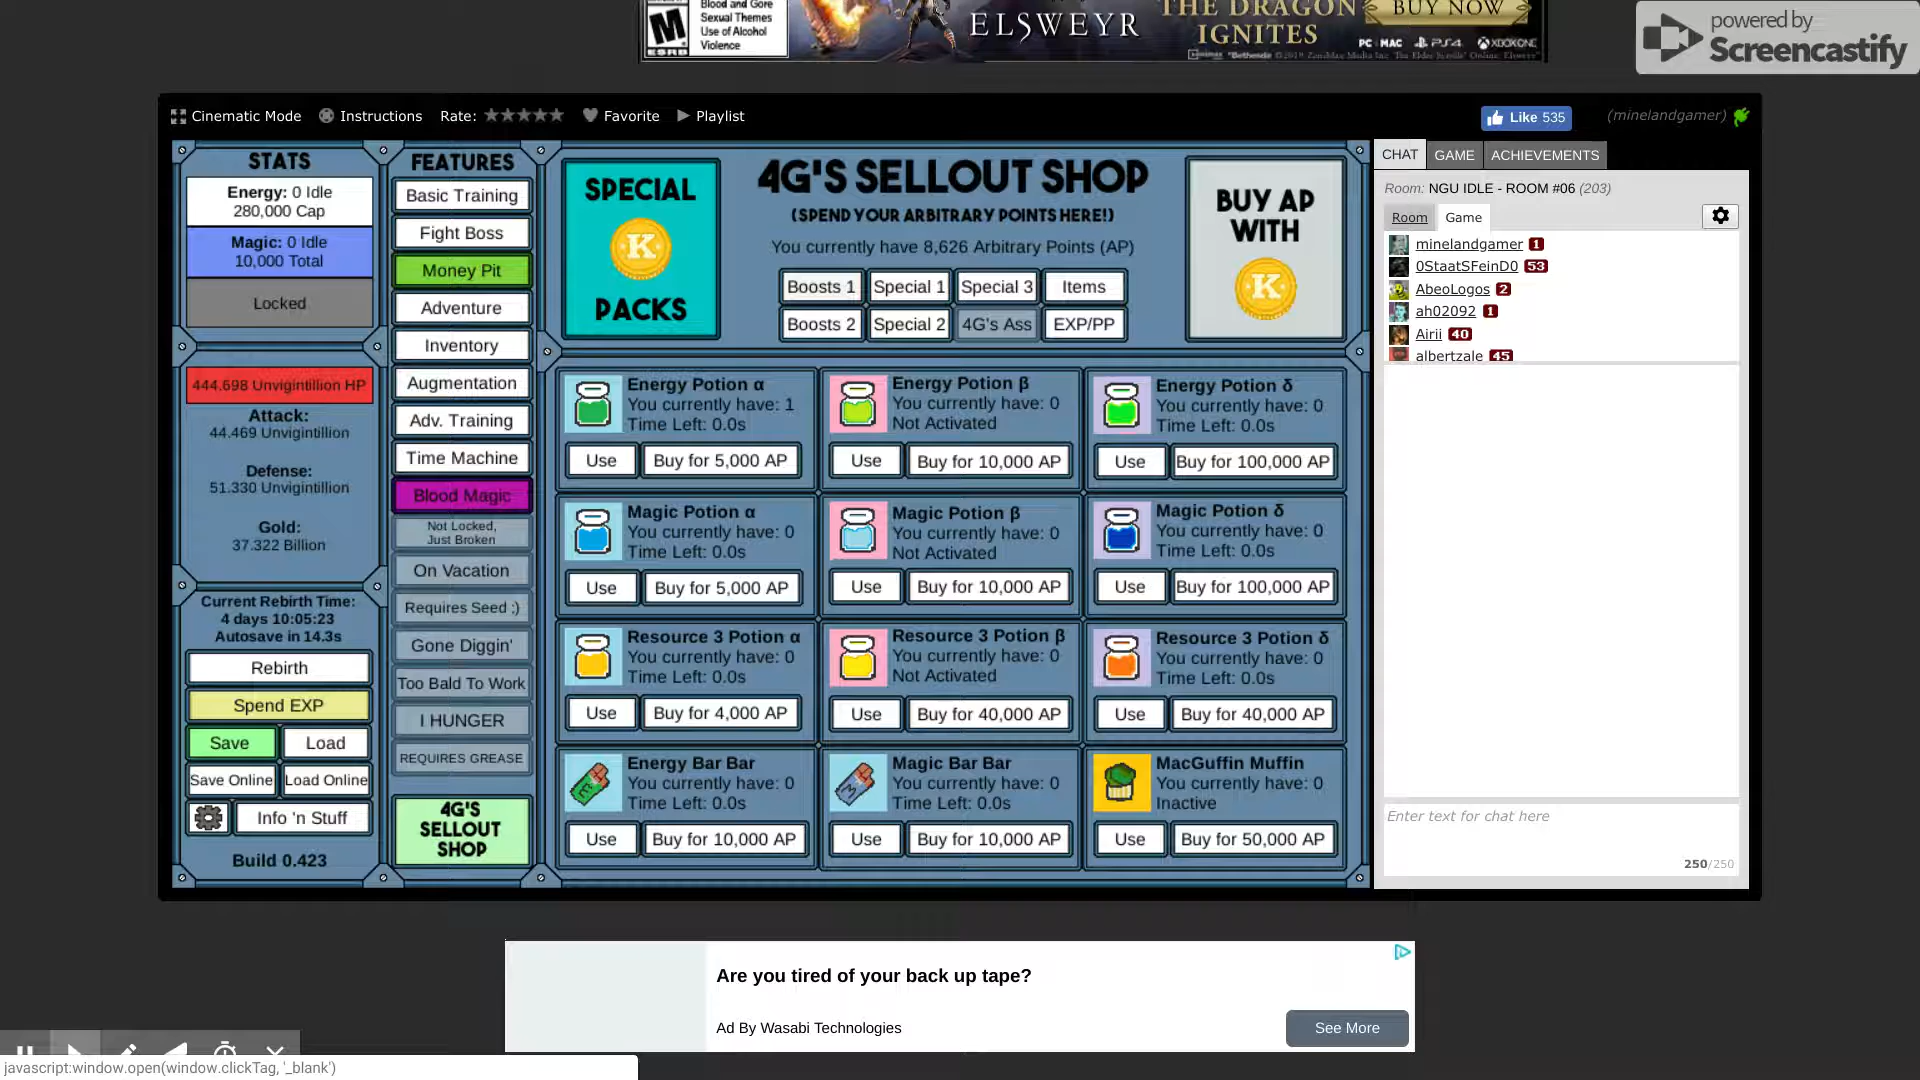 Blood and Gore
Sexual Themes
Use of Alcohol
Violence
M
ESRB
ELSWEYR
THE DRAGON
IGNITES
BUY NOW
PC MAC PS4 XBOX ONE
powered by
Screencastify
Cinematic Mode
Instructions
Rate:
Favorite
Playlist
Like 535
(minelandgamer)
STATS
Energy: 0 Idle
280,000 Cap
Magic: 0 Idle
10,000 Total
Locked
444.698 Unvigintillion HP
Attack:
44.469 Unvigintillion
Defense:
51.330 Unvigintillion
Gold:
37.322 Billion
Current Rebirth Time:
4 days 10:05:23
Autosave in 14.3s
Rebirth
Spend EXP
Save
Load
Save Online
Load Online
Info 'n Stuff
Build 0.423
FEATURES
Basic Training
Fight Boss
Money Pit
Adventure
Inventory
Augmentation
Adv. Training
Time Machine
Blood Magic
Not Locked,
Just Broken
On Vacation
Requires Seed ;)
Gone Diggin'
Too Bald To Work
I HUNGER
REQUIRES GREASE
4G'S
SELLOUT
SHOP
SPECIAL
K
PACKS
4G'S SELLOUT SHOP
(SPEND YOUR ARBITRARY POINTS HERE!)
You currently have 8,626 Arbitrary Points (AP)
Boosts 1
Special 1
Special 3
Items
Boosts 2
Special 2
4G's Ass
EXP/PP
BUY AP
WITH
K
Energy Potion α
You currently have: 1
Time Left: 0.0s
Use
Buy for 5,000 AP
Energy Potion β
You currently have: 0
Not Activated
Use
Buy for 10,000 AP
Energy Potion δ
You currently have: 0
Time Left: 0.0s
Use
Buy for 100,000 AP
Magic Potion α
You currently have: 0
Time Left: 0.0s
Use
Buy for 5,000 AP
Magic Potion β
You currently have: 0
Not Activated
Use
Buy for 10,000 AP
Magic Potion δ
You currently have: 0
Time Left: 0.0s
Use
Buy for 100,000 AP
Resource 3 Potion α
You currently have: 0
Time Left: 0.0s
Use
Buy for 4,000 AP
Resource 3 Potion β
You currently have: 0
Not Activated
Use
Buy for 40,000 AP
Resource 3 Potion δ
You currently have: 0
Time Left: 0.0s
Use
Buy for 40,000 AP
Energy Bar Bar
You currently have: 0
Time Left: 0.0s
Use
Buy for 10,000 AP
Magic Bar Bar
You currently have: 0
Time Left: 0.0s
Use
Buy for 10,000 AP
MacGuffin Muffin
You currently have: 0
Inactive
Use
Buy for 50,000 AP
CHAT
GAME
ACHIEVEMENTS
Room: NGU IDLE - ROOM #06 (203)
Room
Game
minelandgamer 1
0StaatSFeinD0 53
AbeoLogos 2
ah02092 1
Airii 40
albertzale 45
Enter text for chat here
250/250
Are you tired of your back up tape?
Ad By Wasabi Technologies
See More
javascript:window.open(window.clickTag, '_blank')